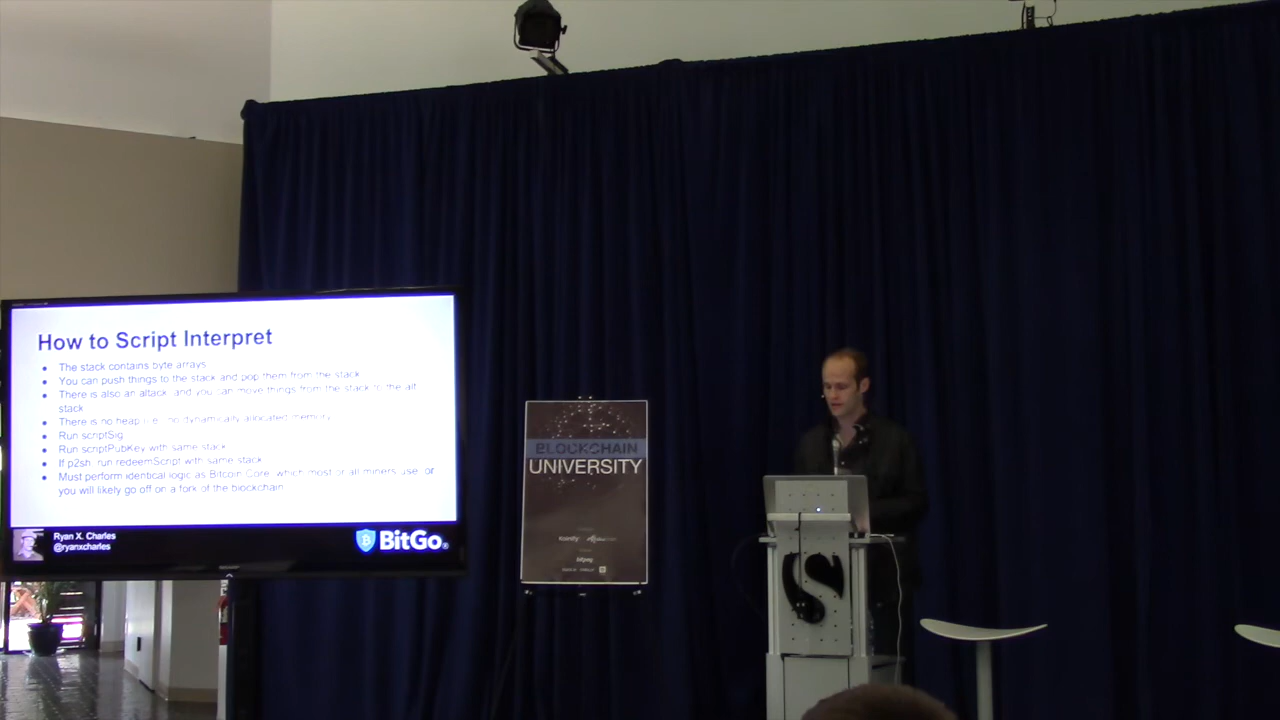 How to Script Interpret
The stack contains byte arrays
You can push things to the stack and pop them from the stack
There is also an altack and you can move things from the stack to the alt
stack
There is no heap i.e. no dynamically allocated memory
Run scriptSig
Run scriptPubKey with same stack
If p2sh, run redeemScript with same stack
Must perform identical logic as Bitcoin Core, which most or all miners use, or
you will likely go off on a fork of the blockchain
Ryan X. Charles
@ryanxcharles
BitGo
BLOCKCHAIN
UNIVERSITY
S